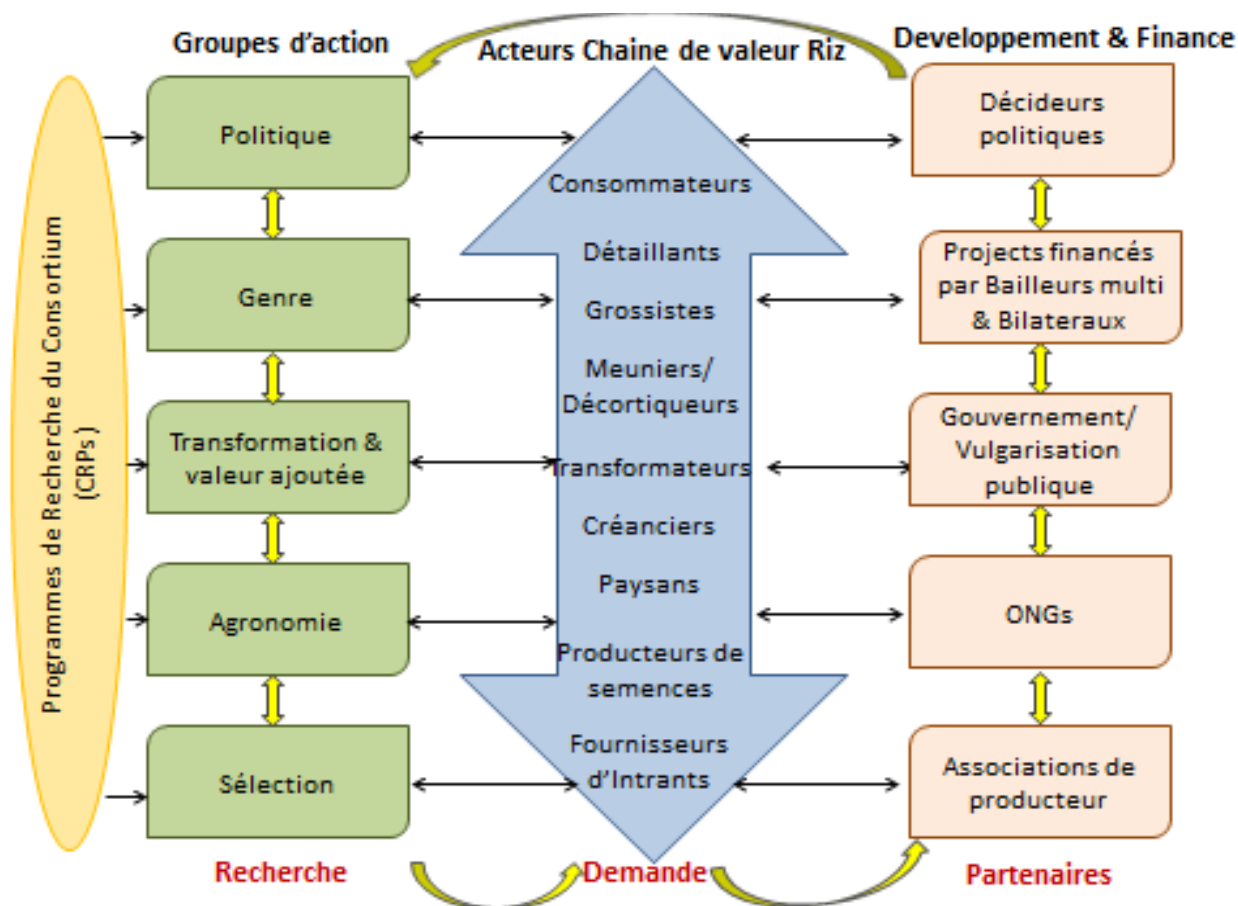 Groupes d'action
Acteurs Chaine de valeur Riz
Developpement & Finance
Programmes de Recherche du Consortium
(CRPs )
Politique
Genre
Transformation &
valeur ajoutée
Agronomie
Sélection
Consommateurs
Détaillants
Grossistes
Meuniers/
Décortiqueurs
Transformateurs
Créanciers
Paysans
Producteurs de
semences
Fournisseurs
d'Intrants
Décideurs
politiques
Projects financés
par Bailleurs multi
& Bilateraux
Gouvernement/
Vulgarisation
publique
ONGs
Associations de
producteur
Recherche
Demande
Partenaires